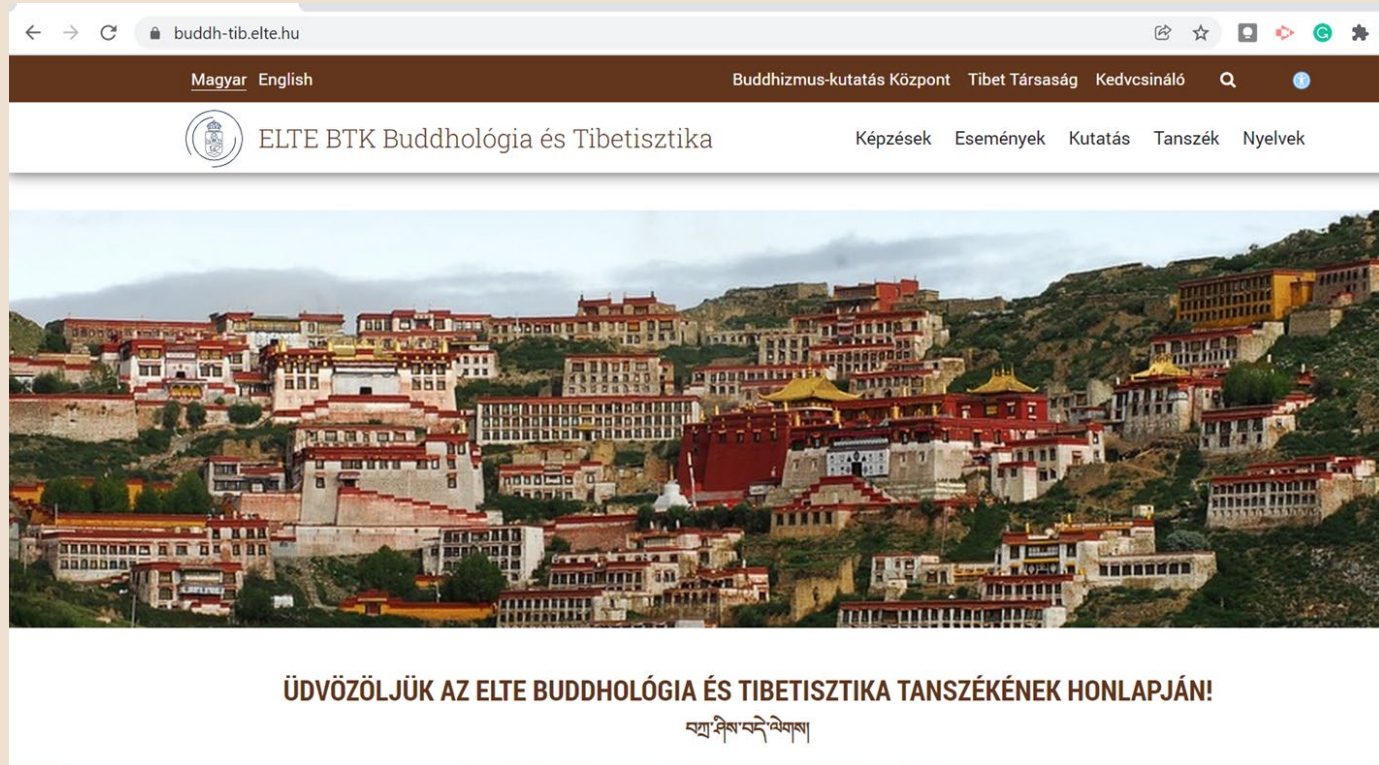 buddh-tib.elte.hu
Magyar English Buddhizmus-kutatás Központ Tibet Társaság Kedvcsináló
ELTE BTK Buddhológia és Tibetisztika Képzések Események Kutatás Tanszék Nyelvek
ÜDVÖZÖLJÜK AZ ELTE BUDDHOLÓGIA ÉS TIBETISZTIKA TANSZÉKÉNEK HONLAPJÁN!
བཀྲ་ཤིས་བདེ་ལེགས།